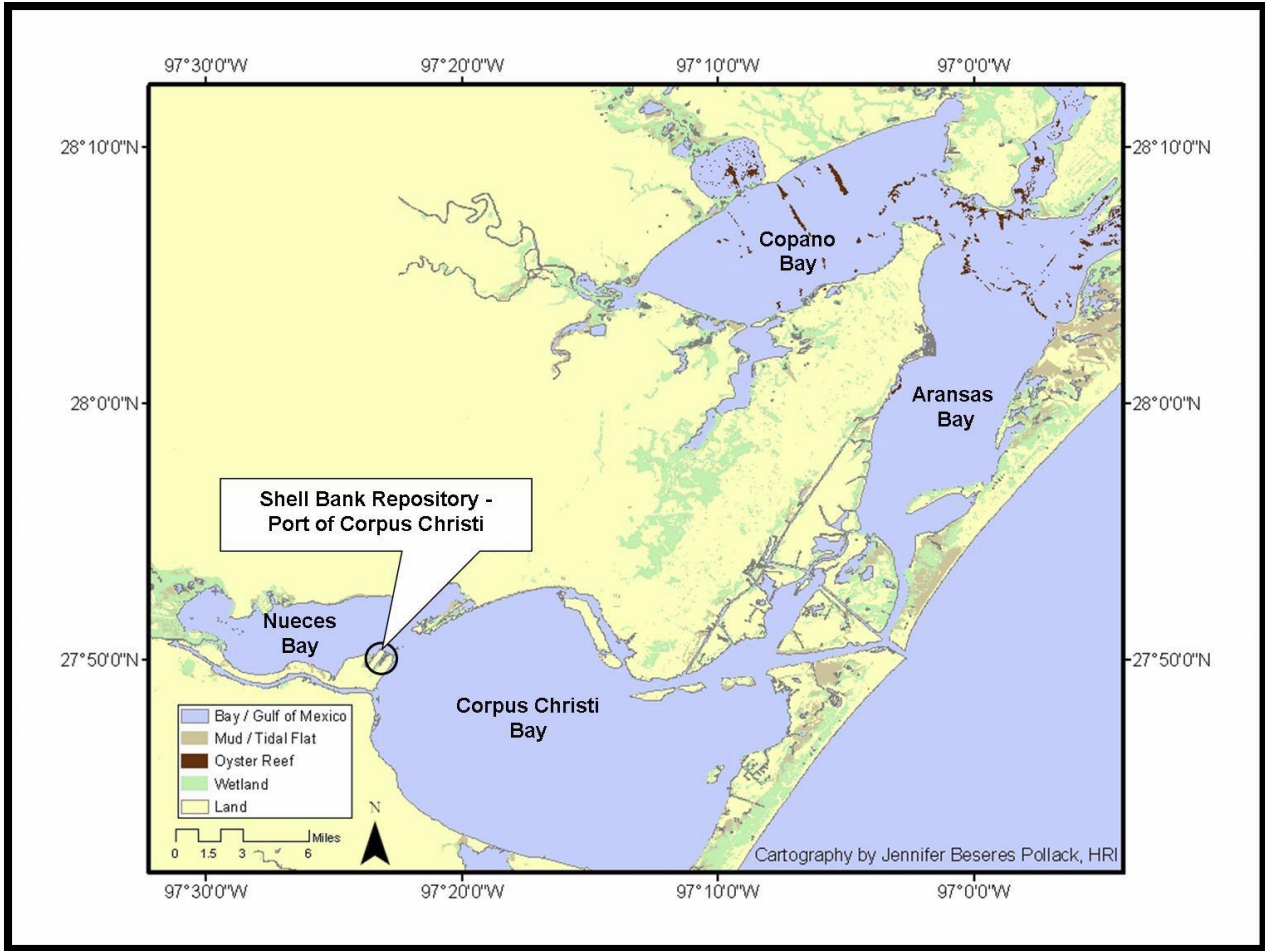 97°30'0"W 97°20'0"W 97°10'0"W 97°0'0"W
28°10'0"N 28°10'0"N
Copano
Bay
28°0'0"N 28°0'0"N
Aransas
Bay
Shell Bank Repository -
Port of Corpus Christi
Nueces
Bay
27°50'0"N 27°50'0"N
Corpus Christi
Bay
Bay / Gulf of Mexico
Mud / Tidal Flat
Oyster Reef
Wetland
Land
N
Miles
0 1.5 3 6
Cartography by Jennifer Beseres Pollack, HRI
97°30'0"W 97°20'0"W 97°10'0"W 97°0'0"W